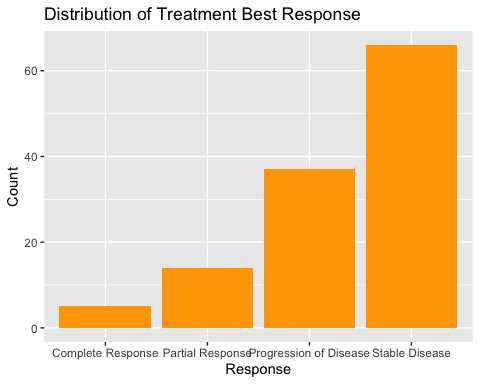 Distribution of Treatment Best Response
60
40
20
0
Count
Complete Response Partial Response Progression of Disease Stable Disease
Response